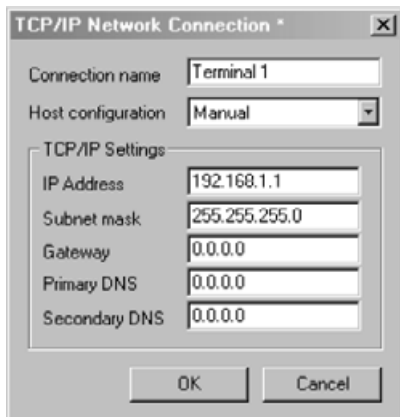 TCP/IP Network Connection *
Connection name Terminal 1
Host configuration Manual
TCP/IP Settings
IP Address 192.168.1.1
Subnet mask 255.255.255.0
Gateway 0.0.0.0
Primary DNS 0.0.0.0
Secondary DNS 0.0.0.0
OK Cancel